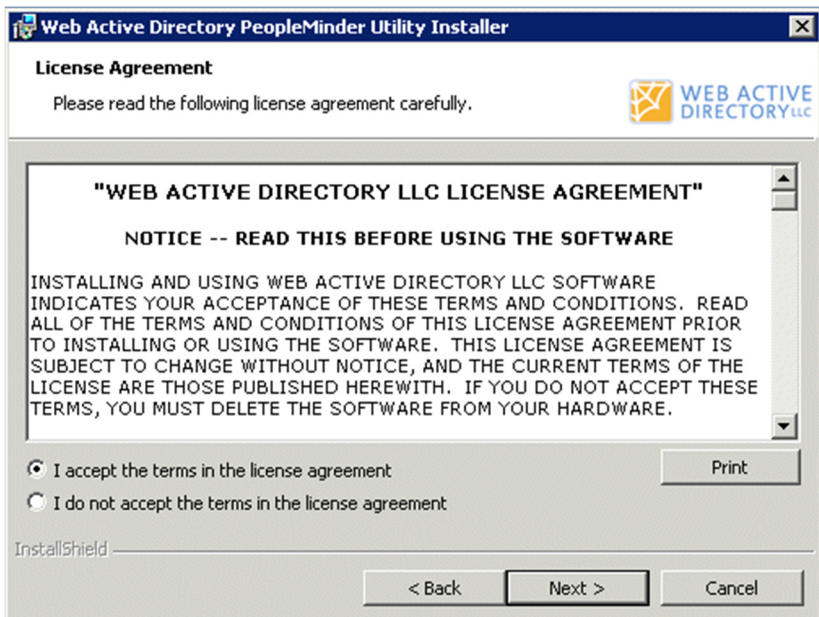 Web Active Directory PeopleMinder Utility Installer
License Agreement
Please read the following license agreement carefully.
WEB ACTIVE
DIRECTORY LLC
"WEB ACTIVE DIRECTORY LLC LICENSE AGREEMENT"
NOTICE -- READ THIS BEFORE USING THE SOFTWARE
INSTALLING AND USING WEB ACTIVE DIRECTORY LLC SOFTWARE
INDICATES YOUR ACCEPTANCE OF THESE TERMS AND CONDITIONS.  READ
ALL OF THE TERMS AND CONDITIONS OF THIS LICENSE AGREEMENT PRIOR
TO INSTALLING OR USING THE SOFTWARE.  THIS LICENSE AGREEMENT IS
SUBJECT TO CHANGE WITHOUT NOTICE, AND THE CURRENT TERMS OF THE
LICENSE ARE THOSE PUBLISHED HEREWITH.  IF YOU DO NOT ACCEPT THESE
TERMS, YOU MUST DELETE THE SOFTWARE FROM YOUR HARDWARE.
I accept the terms in the license agreement
Print
I do not accept the terms in the license agreement
InstallShield
< Back
Next >
Cancel